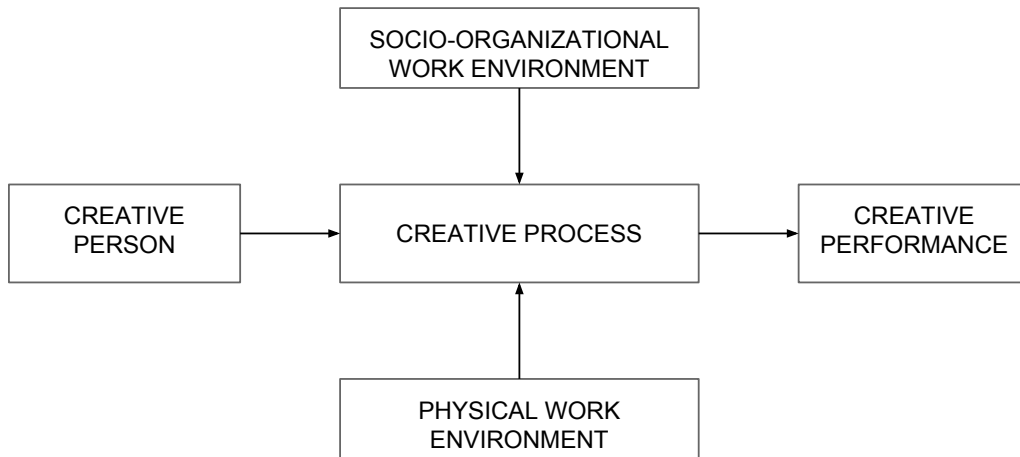 SOCIO-ORGANIZATIONAL
WORK ENVIRONMENT
CREATIVE
PERSON
CREATIVE PROCESS
CREATIVE
PERFORMANCE
PHYSICAL WORK
ENVIRONMENT